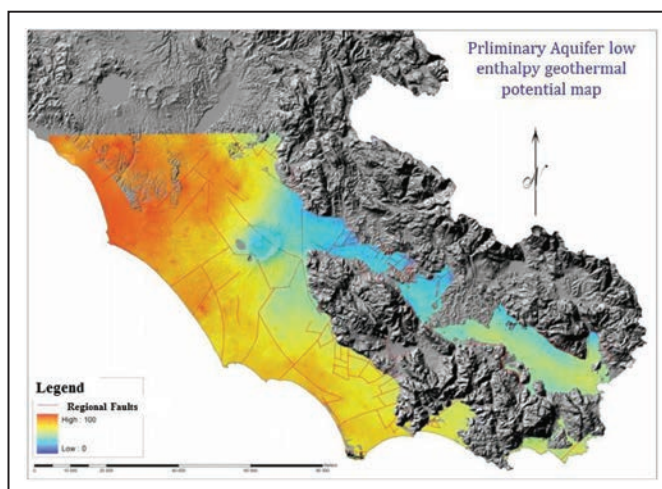 Prliminary Aquifer low
enthalpy geothermal
potential map
Legend
Regional Faults
High : 100
Low : 0